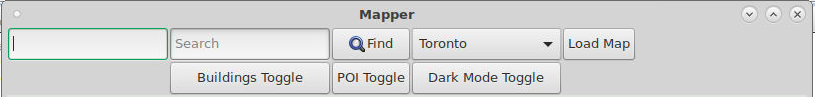 Mapper
Search Find Toronto Load Map
Buildings Toggle POI Toggle Dark Mode Toggle